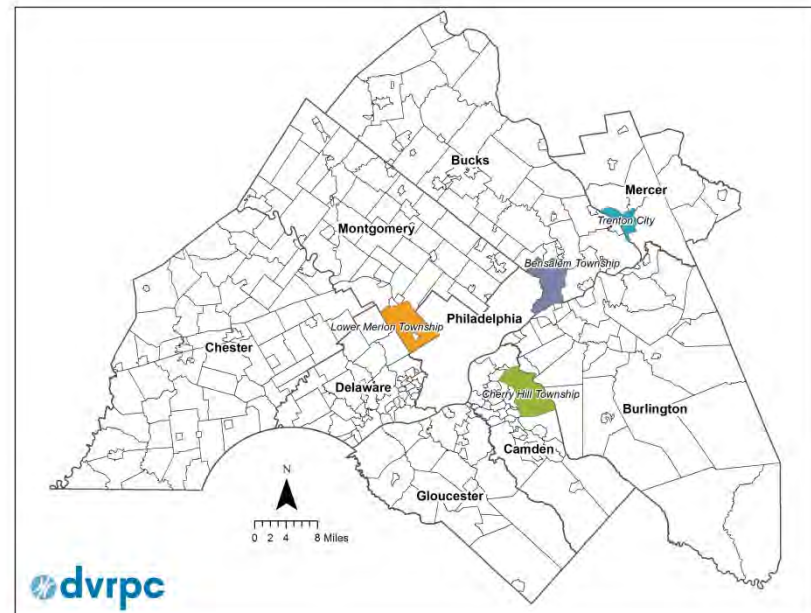 Bucks
Mercer
Trenton City
Montgomery
Bensalem Township
Philadelphia
Lower Merion Township
Chester
Delaware
Cherry Hill Township
Burlington
Camden
Gloucester
N
0 2 4 8 Miles
dvrpc